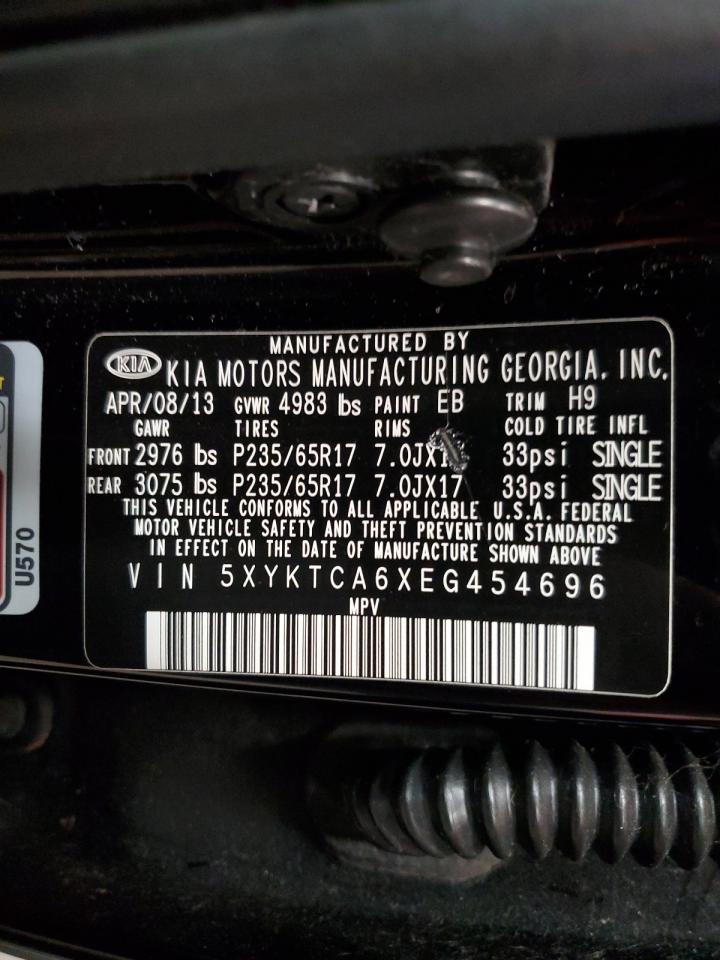 MANUFACTURED BY
KIA KIA MOTORS MANUFACTURING GEORGIA, INC.
APR/08/13 GVWR 4983 lbs PAINT EB TRIM H9
GAWR TIRES RIMS COLD TIRE INFL
FRONT 2976 lbs P235/65R17 7.0JX1 33psi SINGLE
REAR 3075 lbs P235/65R17 7.0JX17 33psi SINGLE
THIS VEHICLE CONFORMS TO ALL APPLICABLE U.S.A. FEDERAL
MOTOR VEHICLE SAFETY AND THEFT PREVENTION STANDARDS
IN EFFECT ON THE DATE OF MANUFACTURE SHOWN ABOVE
VIN 5XYKTCA6XEG454696
MPV
U570